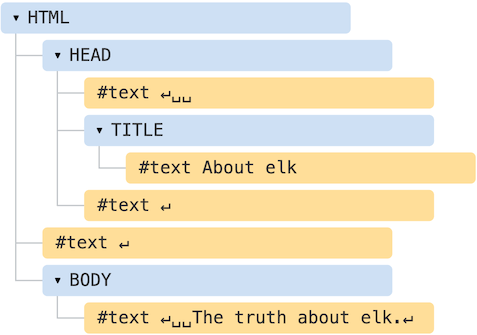 ▾ HTML
▾ HEAD
#text ↵␣␣
▾ TITLE
#text About elk
#text ↵
#text ↵
▾ BODY
#text ↵␣␣The truth about elk.↵